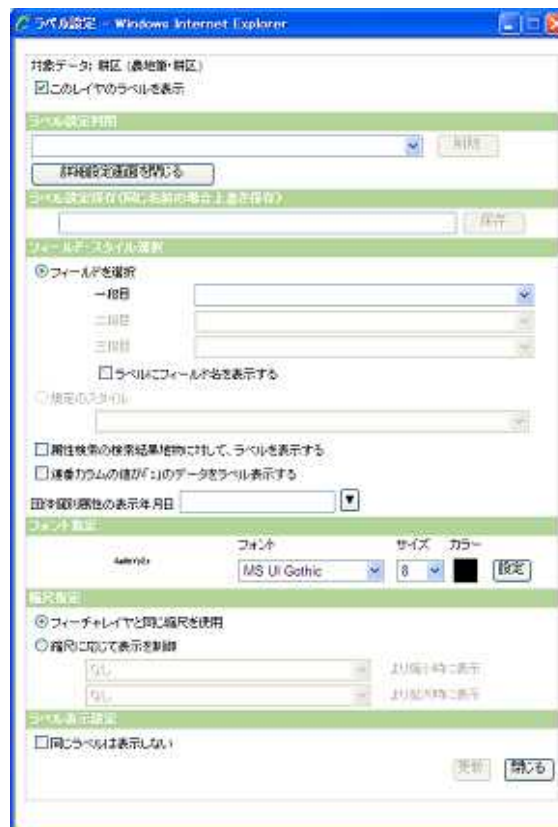 ラベル設定 - Windows Internet Explorer
対象データ: 耕区 (農地筆・耕区)
このレイヤのラベルを表示
ラベル設定利用
削除
詳細設定画面を閉じる
ラベル設定保存(同じ名前の場合上書き保存)
保存
フィールド・スタイル選択
フィールドを選択
一段目
二段目
三段目
ラベルにフィールド名を表示する
規定のスタイル
属性検索の検索結果地物に対して、ラベルを表示する
連番カラムの値が「1」のデータをラベル表示する
団体個別属性の表示年月日
▼
フォント設定
フォント サイズ カラー
MS UI Gothic 8 設定
縮尺設定
フィーチャレイヤと同じ縮尺を使用
縮尺に応じて表示を制御
なし より縮小時に表示
なし より拡大時に表示
ラベル表示設定
同じラベルは表示しない
更新 閉じる